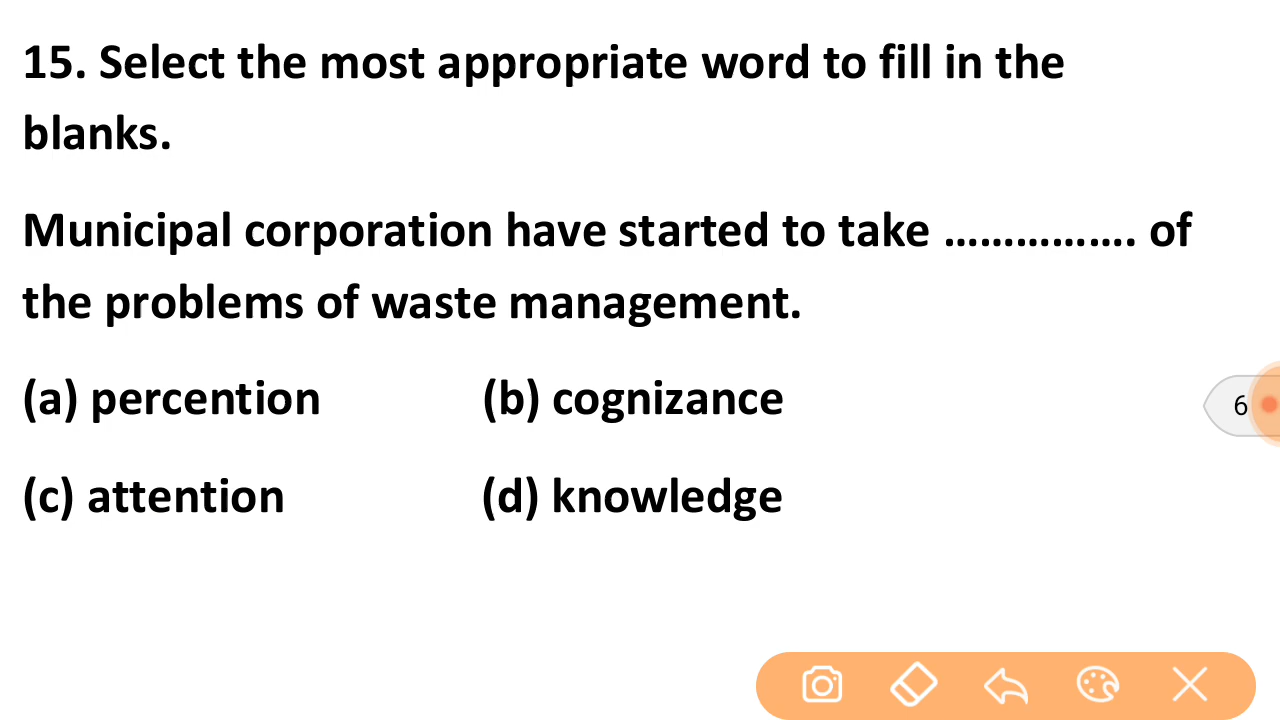 15. Select the most appropriate word to fill in the
blanks.
Municipal corporation have started to take ................ of
the problems of waste management.
(a) percention (b) cognizance
(c) attention (d) knowledge
6